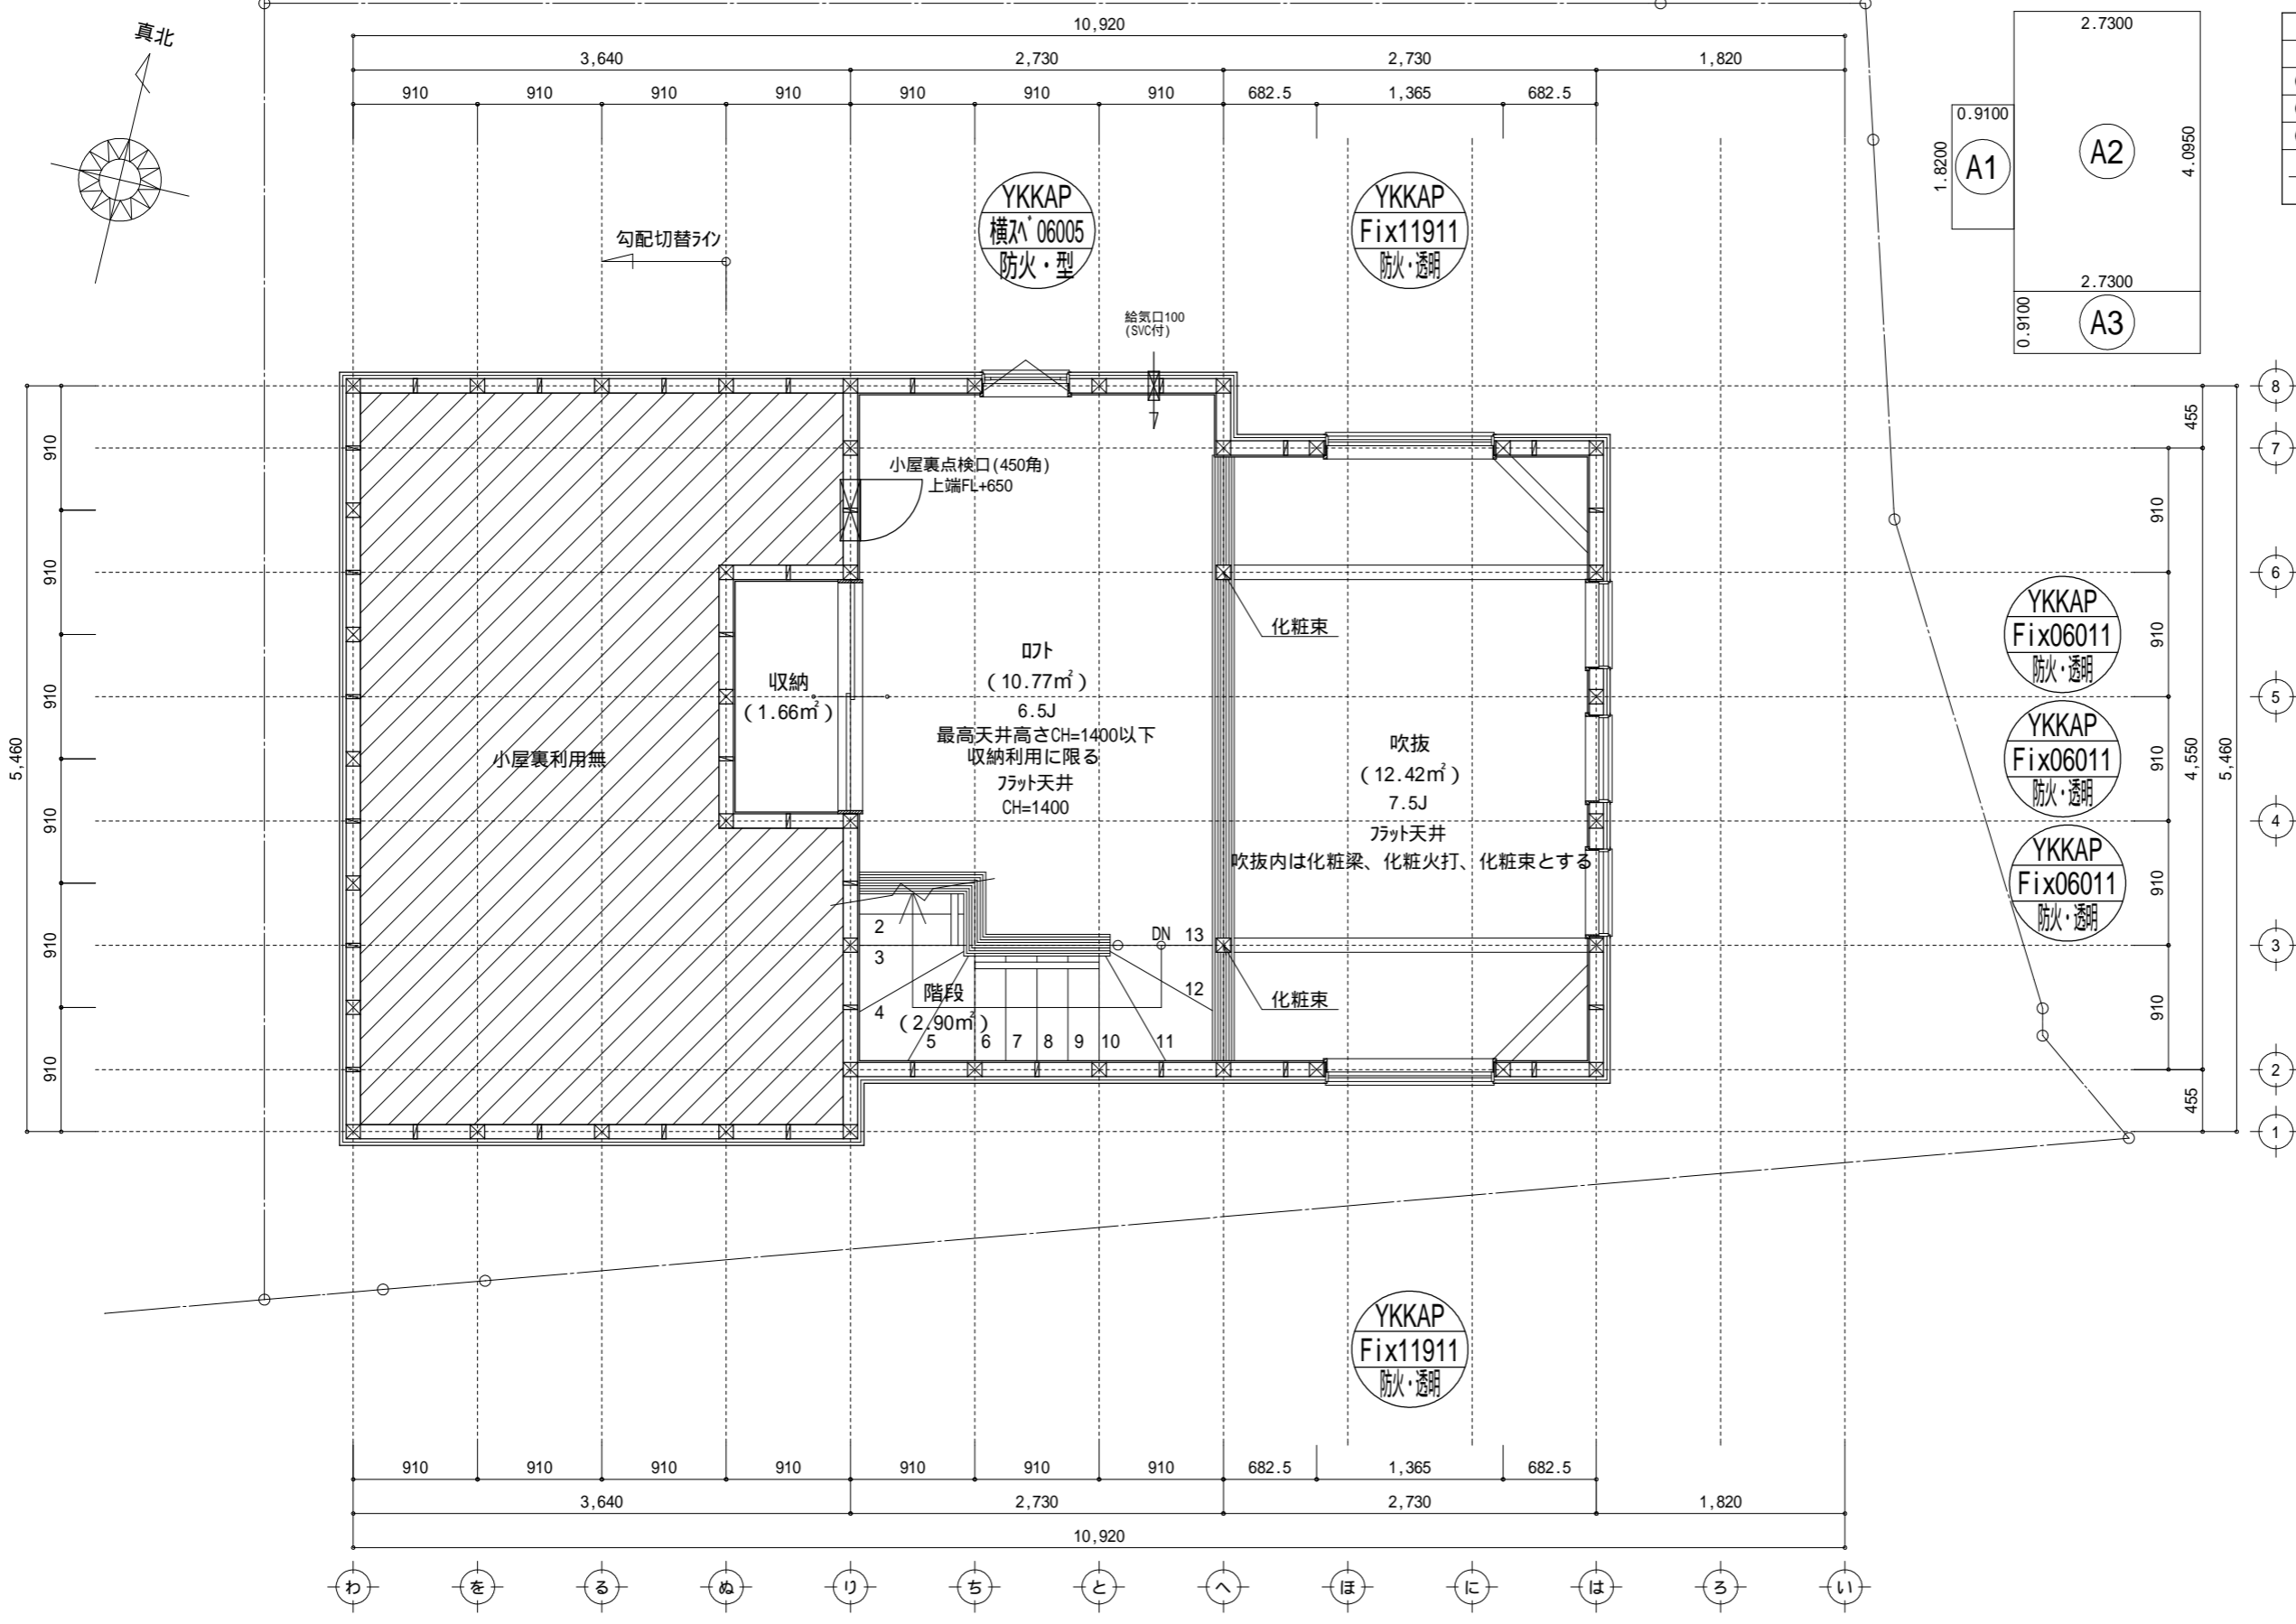 真北
10,920
3,640
2,730
2,730
1,820
910
910
910
910
910
910
910
682.5
1,365
682.5
2.7300
0.9100
1.8200
A1
A2
4.0950
2.7300
0.9100
A3
勾配切替ﾗｲﾝ
YKKAP
横ｽﾍﾞ06005
防火・型
YKKAP
Fix11911
防火・透明
給気口100
(SVC付)
小屋裏点検口(450角)
上端FL+650
化粧束
収納
(1.66㎡)
ﾛﾌﾄ
(10.77㎡)
6.5J
最高天井高さCH=1400以下
収納利用に限る
ﾌﾗｯﾄ天井
CH=1400
小屋裏利用無
吹抜
(12.42㎡)
7.5J
ﾌﾗｯﾄ天井
吹抜内は化粧梁、化粧火打、化粧束とする
YKKAP
Fix06011
防火・透明
YKKAP
Fix06011
防火・透明
YKKAP
Fix06011
防火・透明
2
3
4
5
6
7
8
9
10
11
12
13
DN
階段
(2.90㎡)
化粧束
5,460
910
910
910
910
910
910
455
910
910
910
910
910
455
4,550
5,460
8
7
6
5
4
3
2
1
YKKAP
Fix11911
防火・透明
910
910
910
910
910
910
910
682.5
1,365
682.5
3,640
2,730
2,730
1,820
10,920
わ
を
る
ぬ
り
ち
と
へ
ほ
に
は
ろ
い